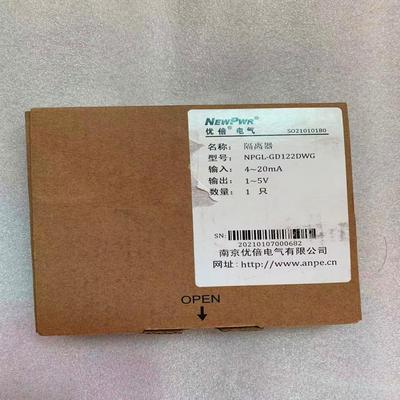 NEWPWR®
优倍® 电气
SO21010180
名称: 隔离器
型号: NPGL-GD122DWG
输入: 4~20mA
输出: 1~5V
数量: 1 只
SN:
20210107000682
南京优倍电气有限公司
网址: http://www.anpe.cn
OPEN